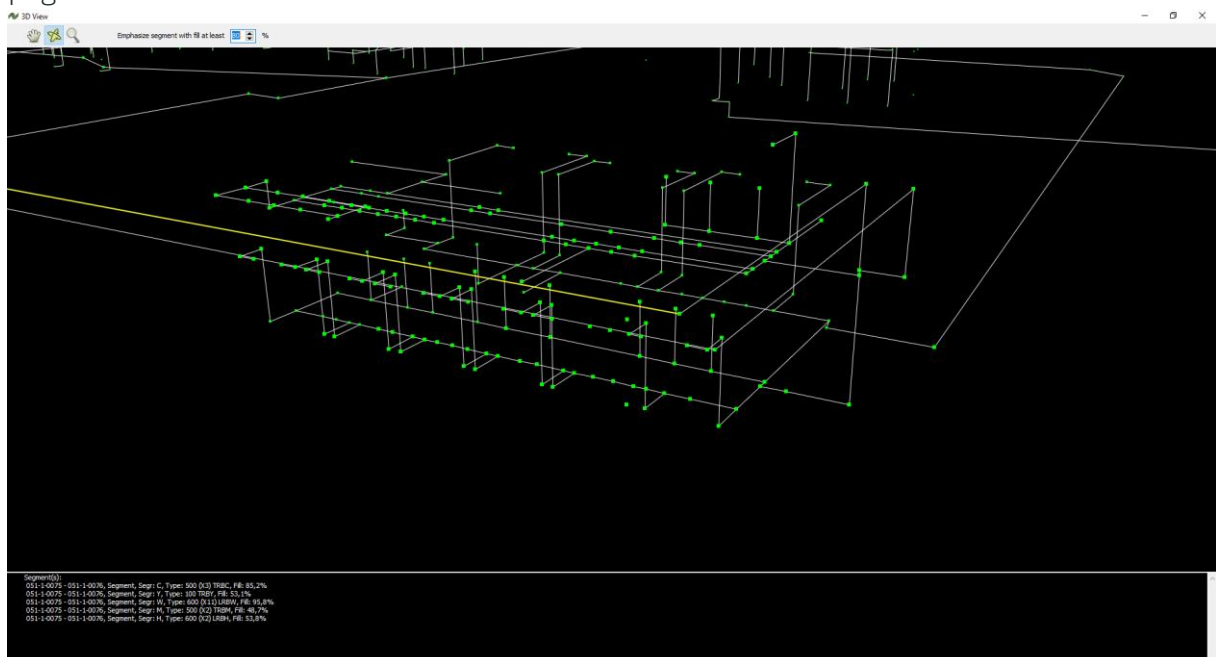 3D View
Emphasize segment with fill at least %
Segment(s):
051-1-0075 - 051-1-0076, Segment, Segr: C, Type: 500 (X3) TRBC, Fill: 85,2%
051-1-0075 - 051-1-0076, Segment, Segr: Y, Type: 100 TRBY, Fill: 53,1%
051-1-0075 - 051-1-0076, Segment, Segr: W, Type: 600 (X11) LRBW, Fill: 95,8%
051-1-0075 - 051-1-0076, Segment, Segr: M, Type: 500 (X2) TRBM, Fill: 48,7%
051-1-0075 - 051-1-0076, Segment, Segr: H, Type: 600 (X2) LRBH, Fill: 53,8%